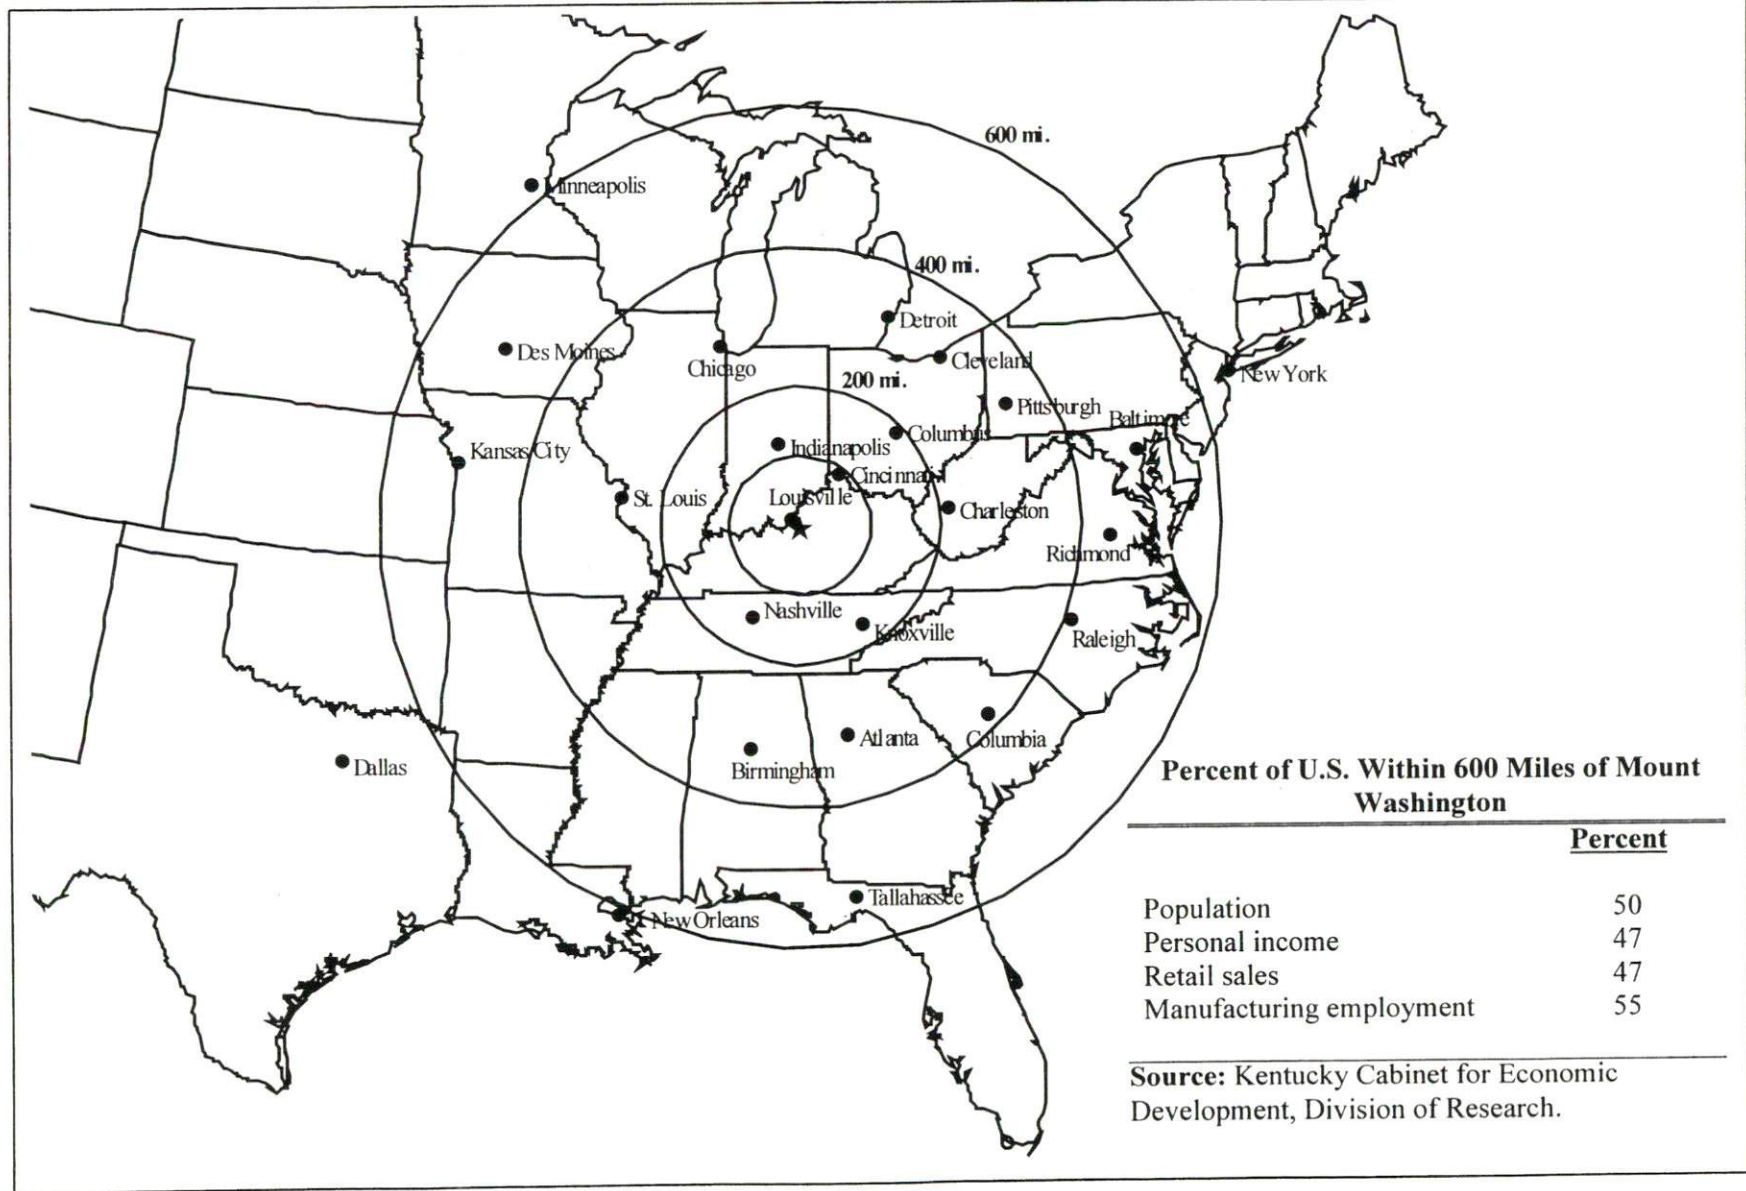 600 mi.
Minneapolis
400 mi.
Detroit
Des Moines
Chicago
Cleveland
New York
200 mi.
Pittsburgh
Baltimore
Columbus
Indianapolis
Kansas City
Cincinnati
Louisville
St. Louis
Charleston
Richmond
Nashville
Knoxville
Raleigh
Atlanta
Columbia
Birmingham
Dallas
Tallahassee
New Orleans
Percent of U.S. Within 600 Miles of Mount
Washington
Percent
Population 50
Personal income 47
Retail sales 47
Manufacturing employment 55
Source: Kentucky Cabinet for Economic
Development, Division of Research.